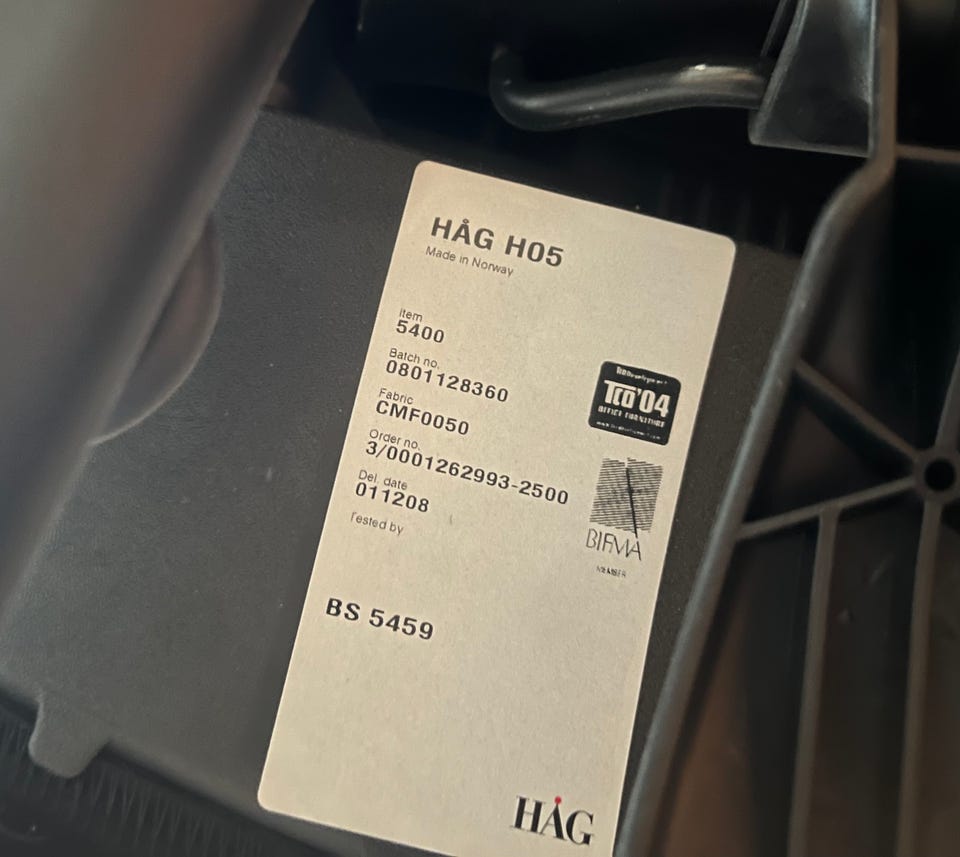 HÅG H05
Made in Norway
Item
5400
Batch no.
0801128360
Fabric
CMF0050
Order no.
3/0001262993-2500
Del. date
011208
Tested by
TCO'04
OFFICE FURNITURE
BIFMA
MEMBER
BS 5459
HÅG